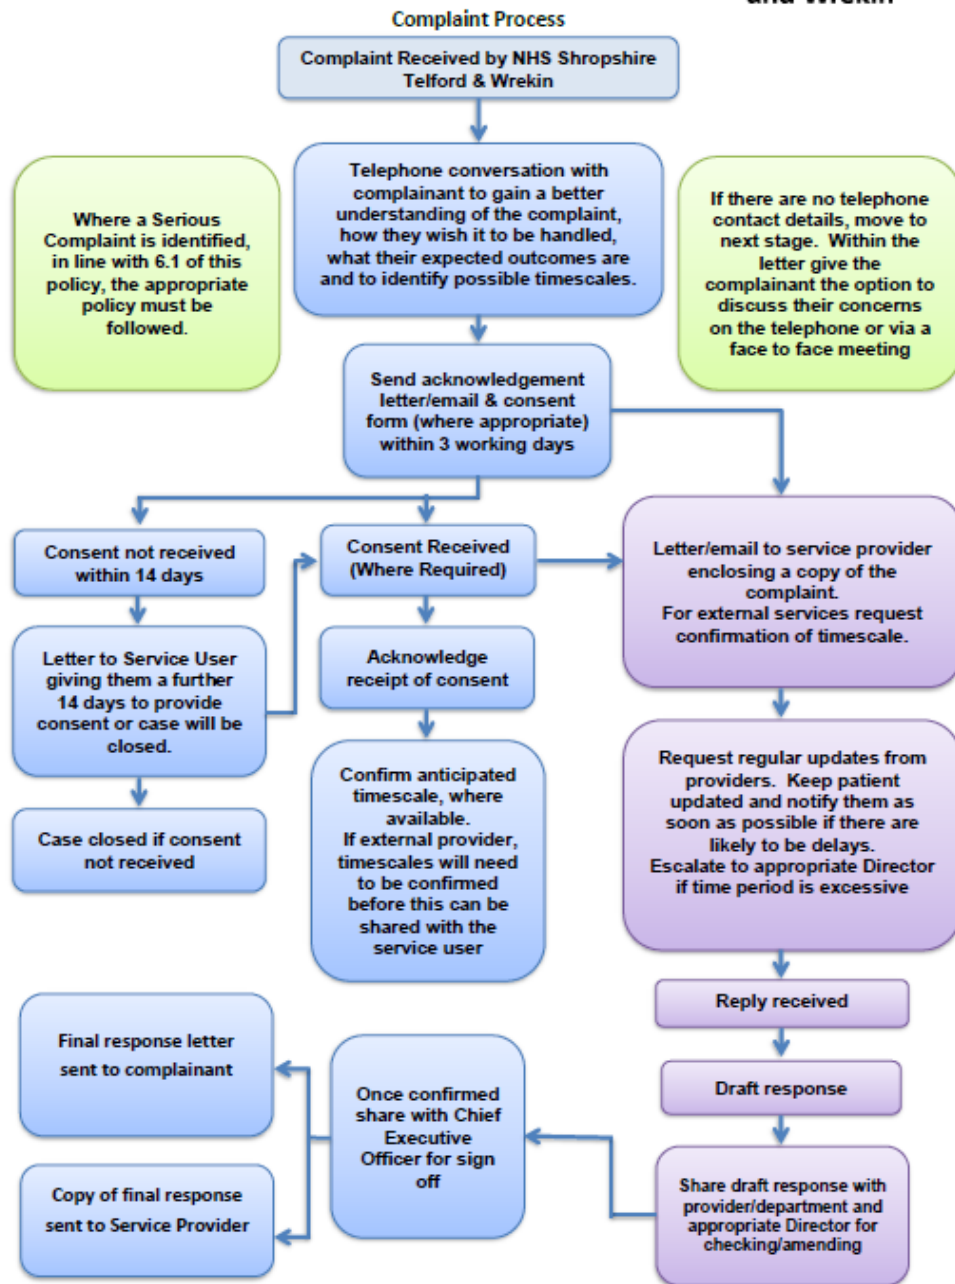 and Wrekin
Complaint Process
Complaint Received by NHS Shropshire
Telford & Wrekin
Telephone conversation with
complainant to gain a better
understanding of the complaint,
how they wish it to be handled,
what their expected outcomes are
and to identify possible timescales.
Where a Serious
Complaint is identified,
in line with 6.1 of this
policy, the appropriate
policy must be
followed.
If there are no telephone
contact details, move to
next stage. Within the
letter give the
complainant the option to
discuss their concerns
on the telephone or via a
face to face meeting
Send acknowledgement
letter/email & consent
form (where appropriate)
within 3 working days
Consent not received
within 14 days
Consent Received
(Where Required)
Letter/email to service provider
enclosing a copy of the
complaint.
For external services request
confirmation of timescale.
Letter to Service User
giving them a further
14 days to provide
consent or case will be
closed.
Acknowledge
receipt of consent
Case closed if consent
not received
Confirm anticipated
timescale, where
available.
If external provider,
timescales will need
to be confirmed
before this can be
shared with the
service user
Request regular updates from
providers. Keep patient
updated and notify them as
soon as possible if there are
likely to be delays.
Escalate to appropriate Director
if time period is excessive
Reply received
Draft response
Share draft response with
provider/department and
appropriate Director for
checking/amending
Once confirmed
share with Chief
Executive
Officer for sign
off
Final response letter
sent to complainant
Copy of final response
sent to Service Provider